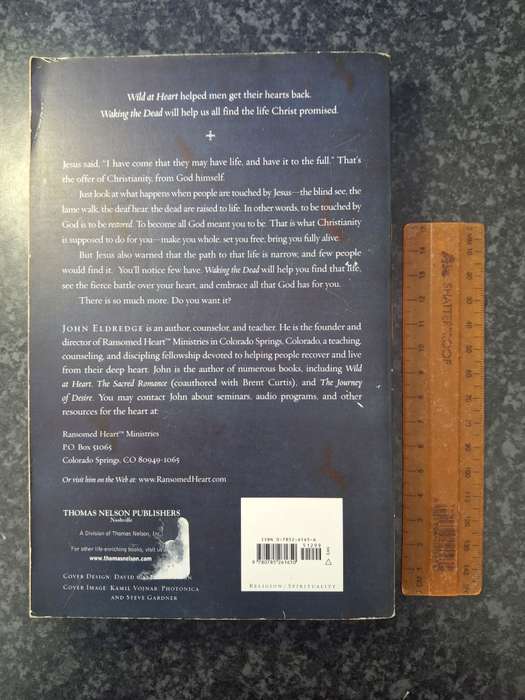 Wild at Heart helped men get their hearts back.
Waking the Dead will help us all find the life Christ promised.
Jesus said, "I have come that they may have life, and have it to the full." That's
the offer of Christianity, from God himself.
Just look at what happens when people are touched by Jesus—the blind see, the
lame walk, the deaf hear, the dead are raised to life. In other words, to be touched by
God is to be restored. To become all God meant you to be. That is what Christianity
is supposed to do for you—make you whole, set you free, bring you fully alive.
But Jesus also warned that the path to that life is narrow, and few people
would find it. You'll notice few have. Waking the Dead will help you find that life,
see the fierce battle over your heart, and embrace all that God has for you.
There is so much more. Do you want it?
JOHN ELDREDGE is an author, counselor, and teacher. He is the founder and
director of Ransomed Heart™ Ministries in Colorado Springs, Colorado, a teaching,
counseling, and discipling fellowship devoted to helping people recover and live
from their deep heart. John is the author of numerous books, including Wild
at Heart, The Sacred Romance (coauthored with Brent Curtis), and The Journey
of Desire. You may contact John about seminars, audio programs, and other
resources for the heart at:
Ransomed Heart™ Ministries
P.O. Box 51065
Colorado Springs, CO 80949-1065
Or visit him on the Web at: www.RansomedHeart.com
THOMAS NELSON PUBLISHERS
Nashville
A Division of Thomas Nelson, Inc.
For other life-enriching books, visit us
www.thomasnelson.com
COVER DESIGN: DAVID
COVER IMAGE: KAMIL VOJNAR/PHOTONICA
AND STEVE GARDNER
ISBN 0-7852-6163-
51299
RELIGION/SPIRITUALITY
SHATTERPROOF